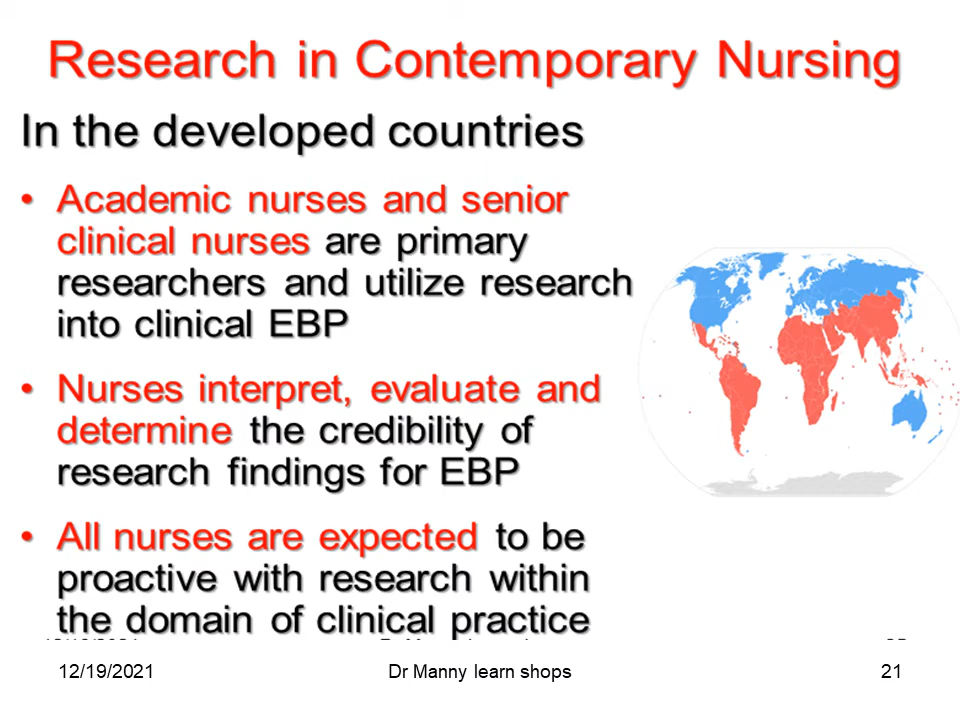 Research in Contemporary Nursing
In the developed countries
• Academic nurses and senior
clinical nurses are primary
researchers and utilize research
into clinical EBP
• Nurses interpret, evaluate and
determine the credibility of
research findings for EBP
• All nurses are expected to be
proactive with research within
the domain of clinical practice
12/19/2021 Dr Manny learn shops 21